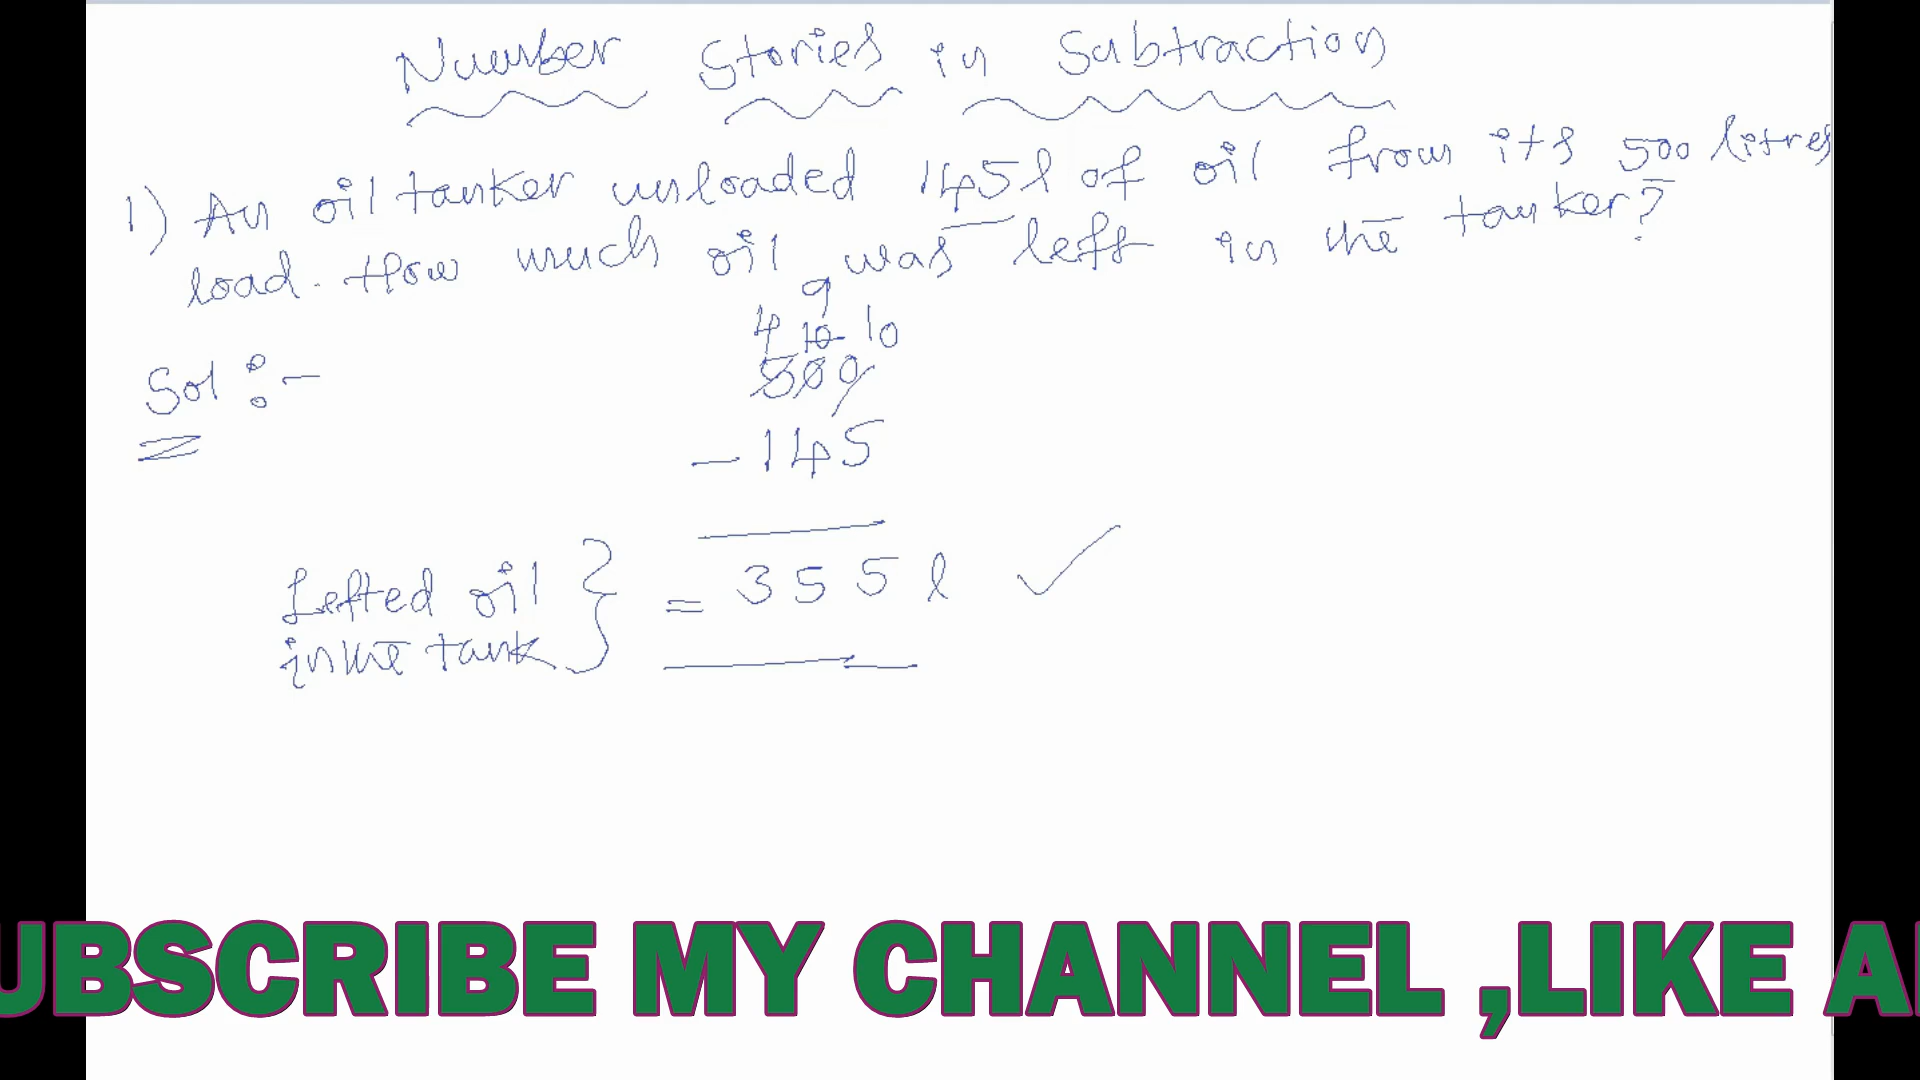 Number Stories in Subtraction
1) An oil tanker unloaded 145l of oil from its 500 litres
load. How much oil was left in the tanker?
9
4 10 10
Sol :-
500
- 145
Lefted oil
in the tank } = 355 l ✓
UBSCRIBE MY CHANNEL ,LIKE A